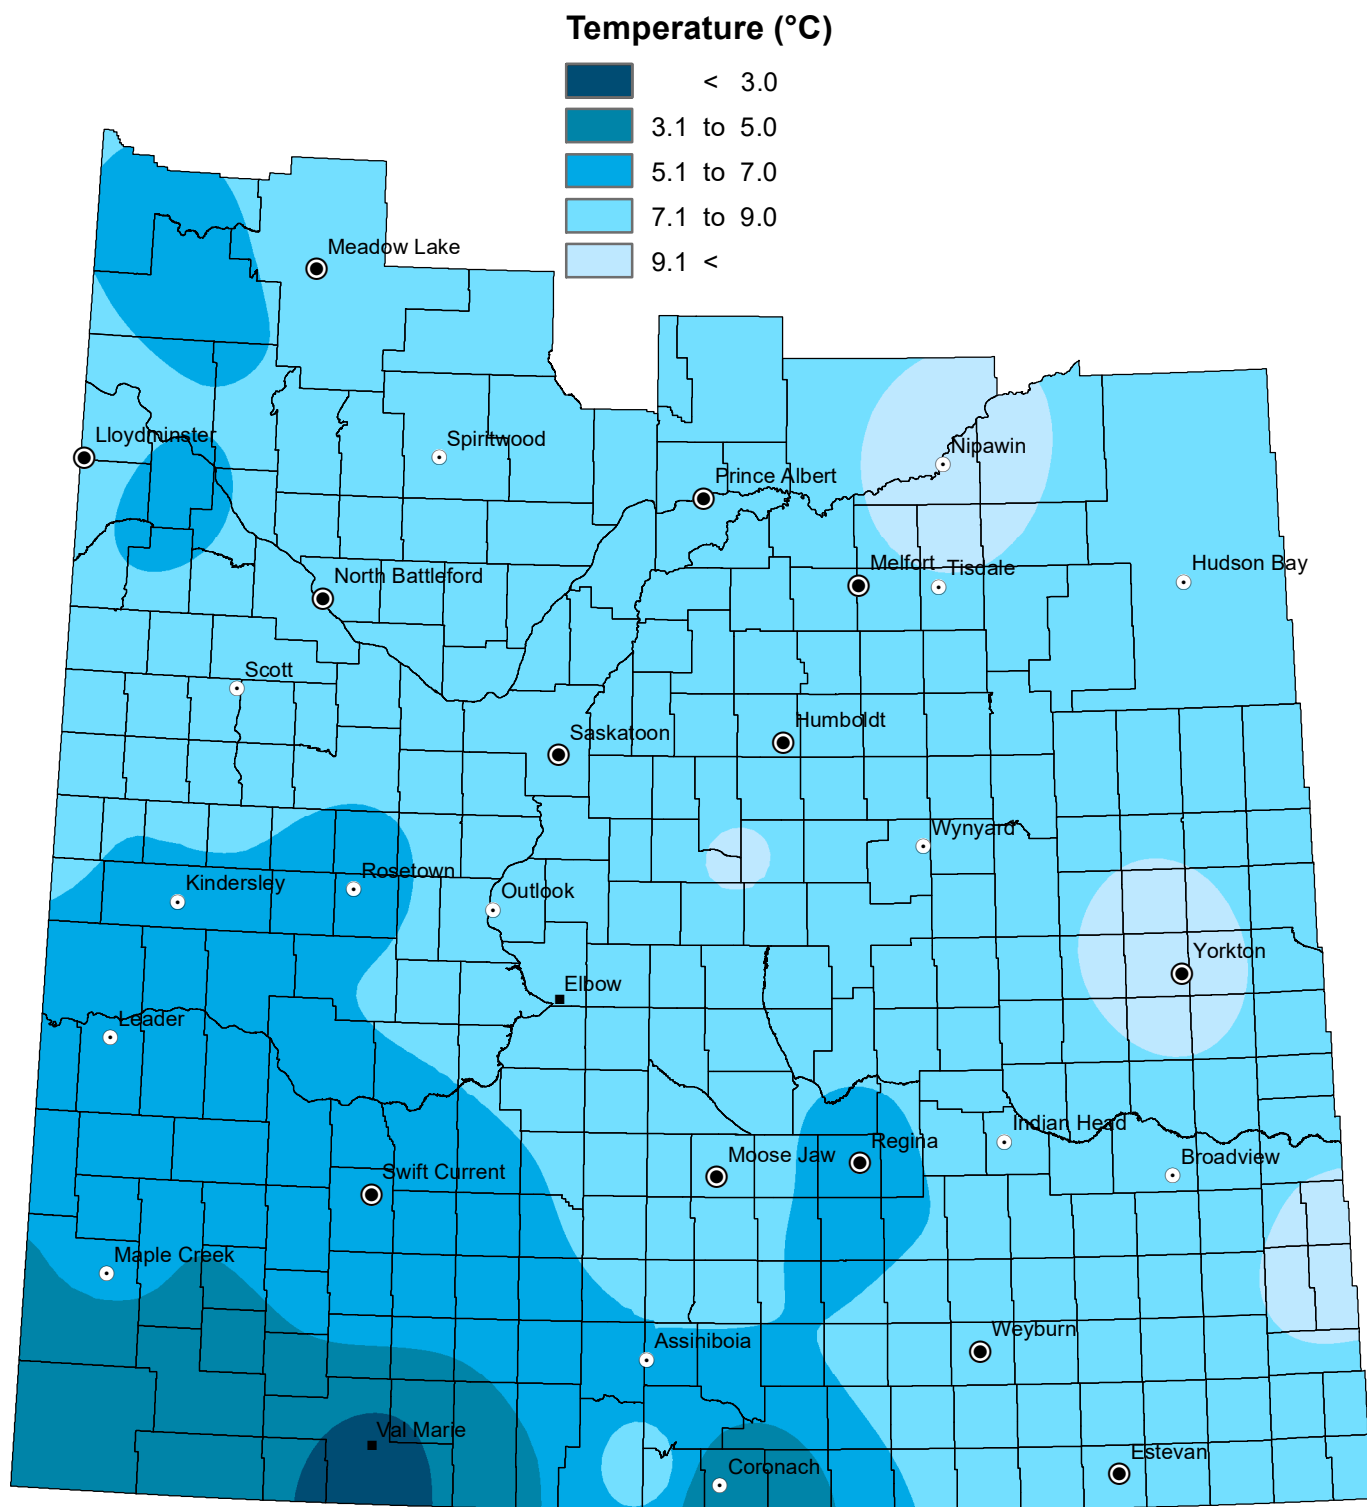 Temperature (°C)
< 3.0
3.1 to 5.0
5.1 to 7.0
7.1 to 9.0
9.1 <
Meadow Lake
Lloydminster
Spiritwood
Nipawin
Prince Albert
Hudson Bay
Melfort
Tisdale
North Battleford
Scott
Humboldt
Saskatoon
Wynyard
Rosetown
Kindersley
Outlook
Yorkton
Elbow
Leader
Indian Head
Regina
Moose Jaw
Broadview
Swift Current
Maple Creek
Weyburn
Assiniboia
Val Marie
Estevan
Coronach